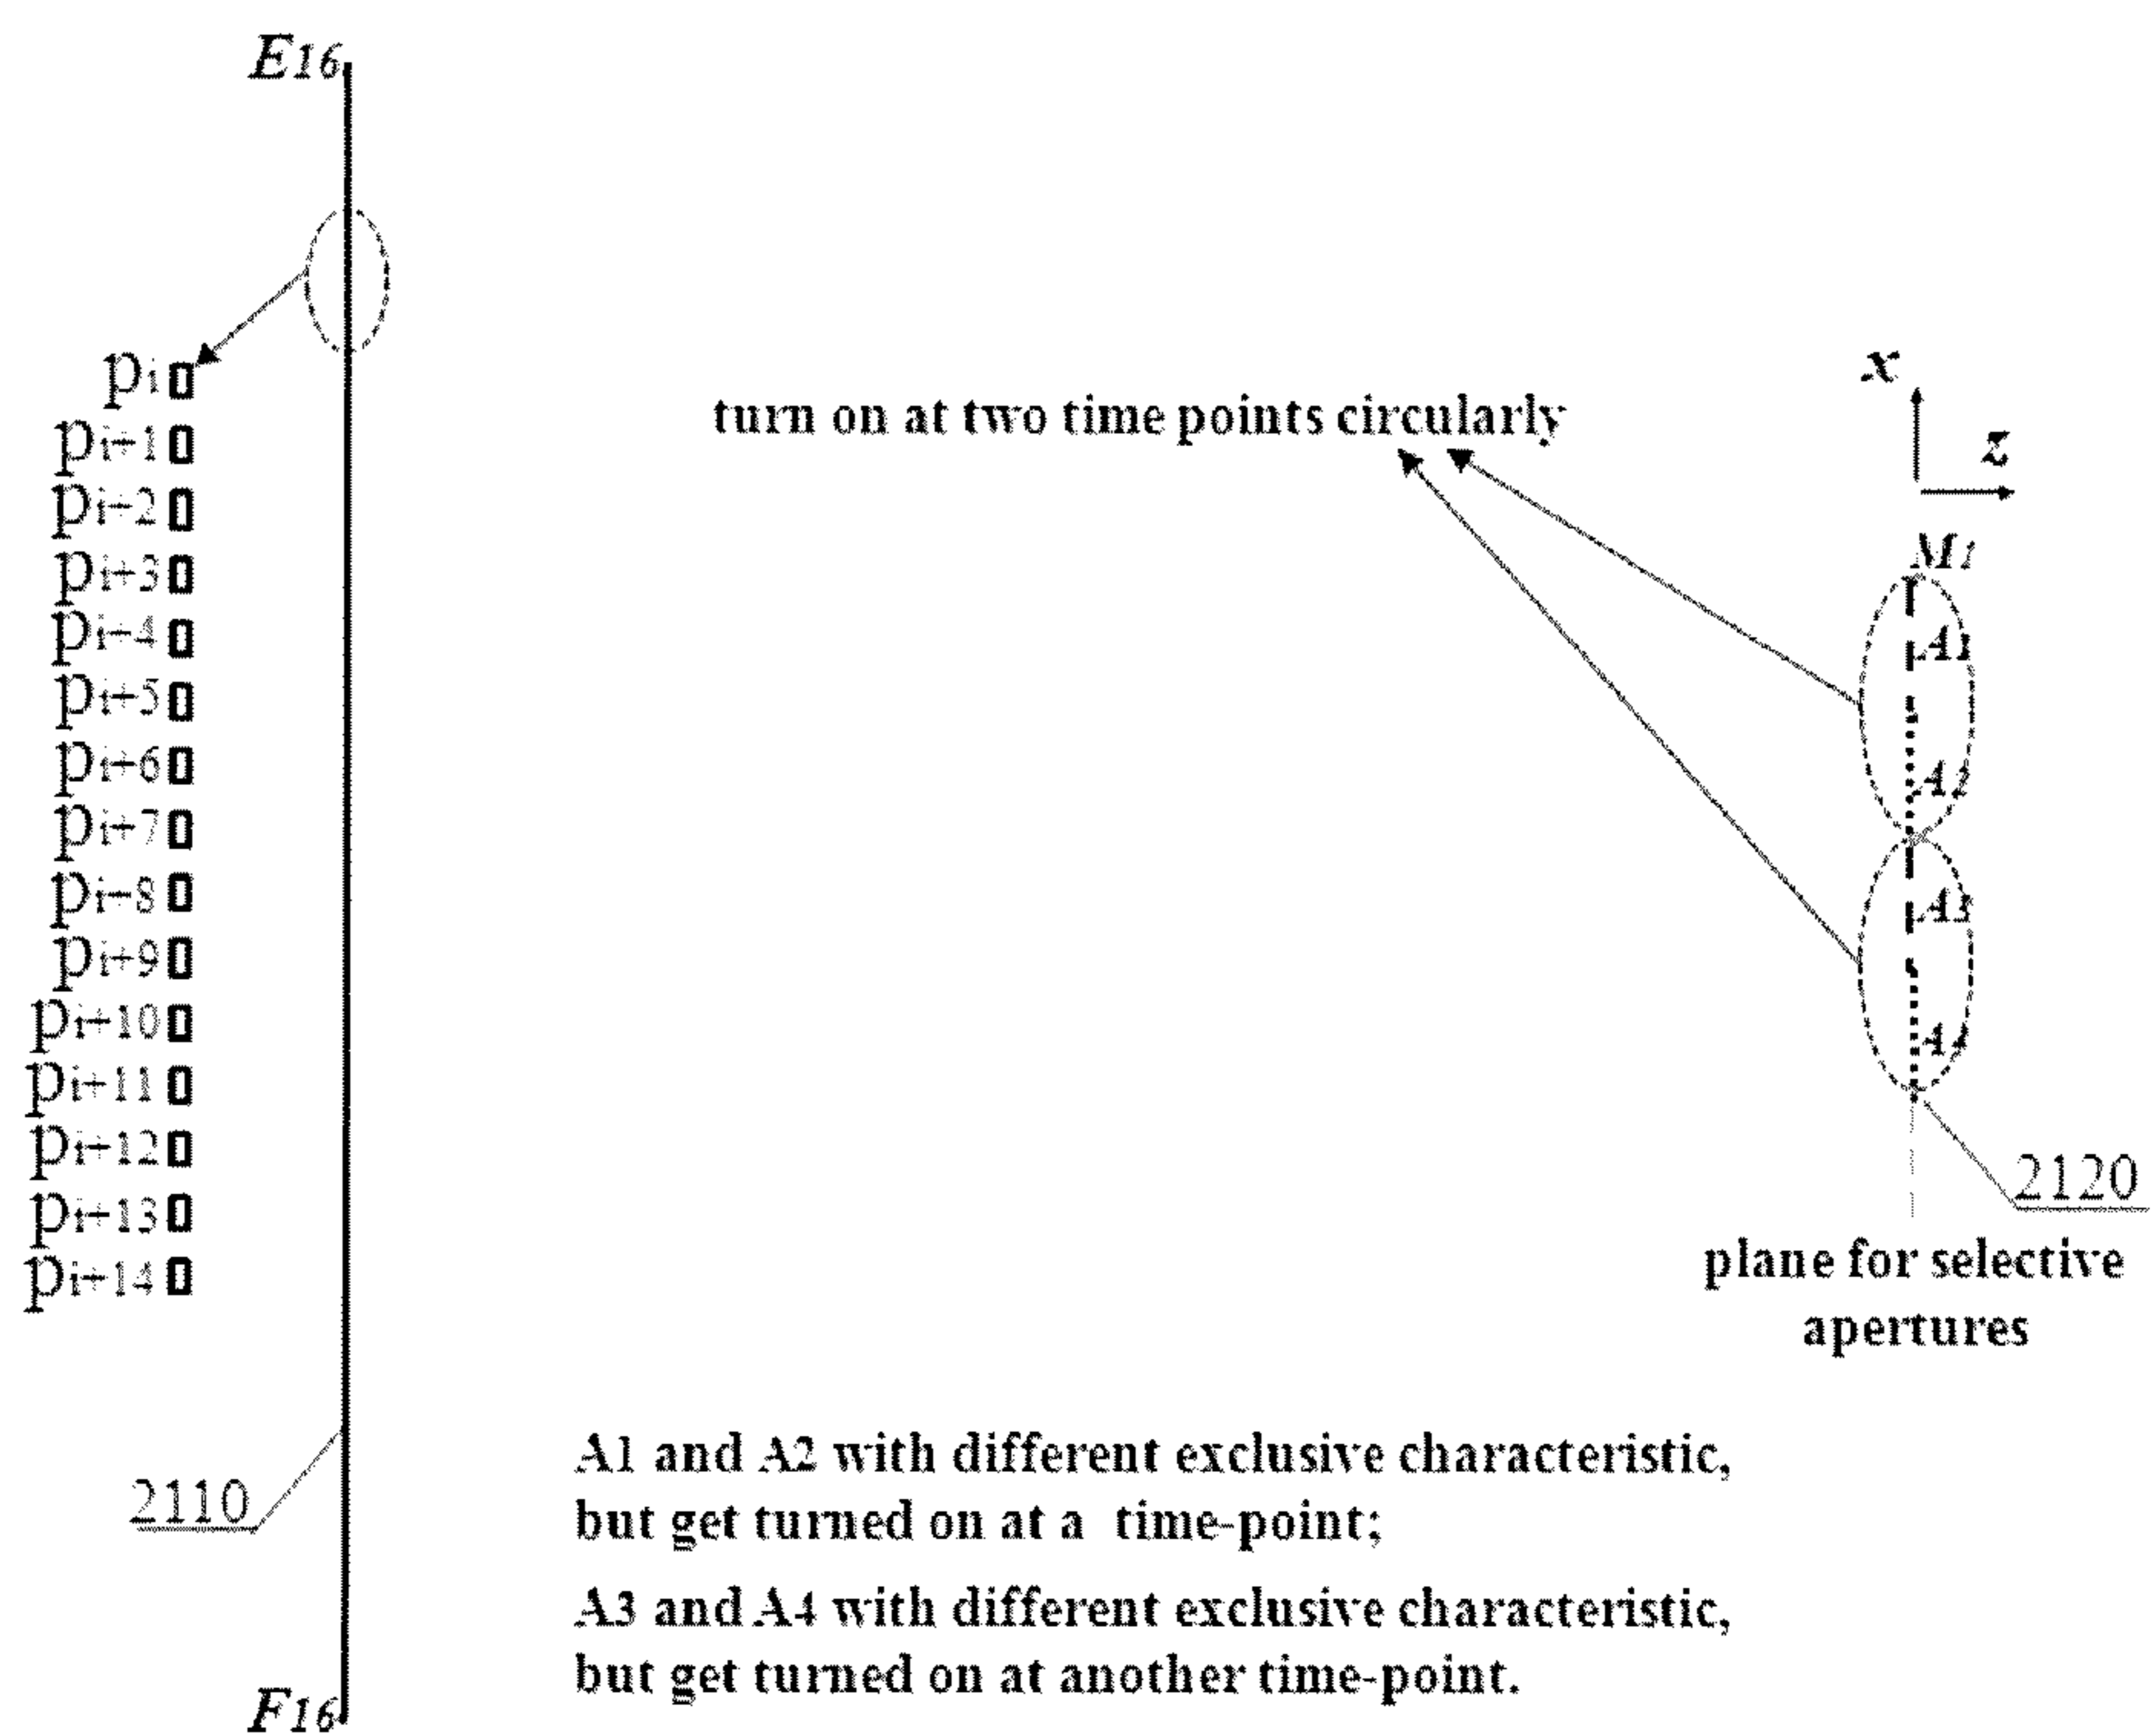 E16
pi
pi+1
pi+2
pi+3
pi+4
pi+5
pi+6
pi+7
pi+8
pi+9
pi+10
pi+11
pi+12
pi+13
pi+14
2110
F16
turn on at two time points circularly
x
z
M1
A1
A2
A3
A4
2120
plane for selective
apertures
A1 and A2 with different exclusive characteristic,
but get turned on at a time-point;
A3 and A4 with different exclusive characteristic,
but get turned on at another time-point.